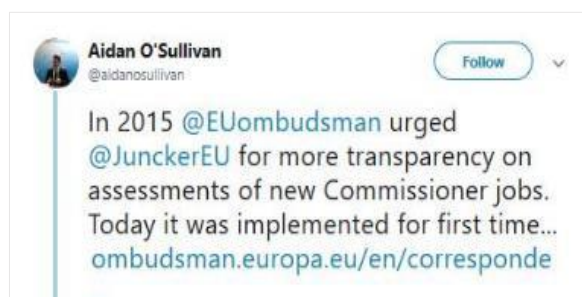 Aidan O'Sullivan
@aidanosullivan
Follow
In 2015 @EUombudsman urged
@JunckerEU for more transparency on
assessments of new Commissioner jobs.
Today it was implemented for first time...
ombudsman.europa.eu/en/corresponde